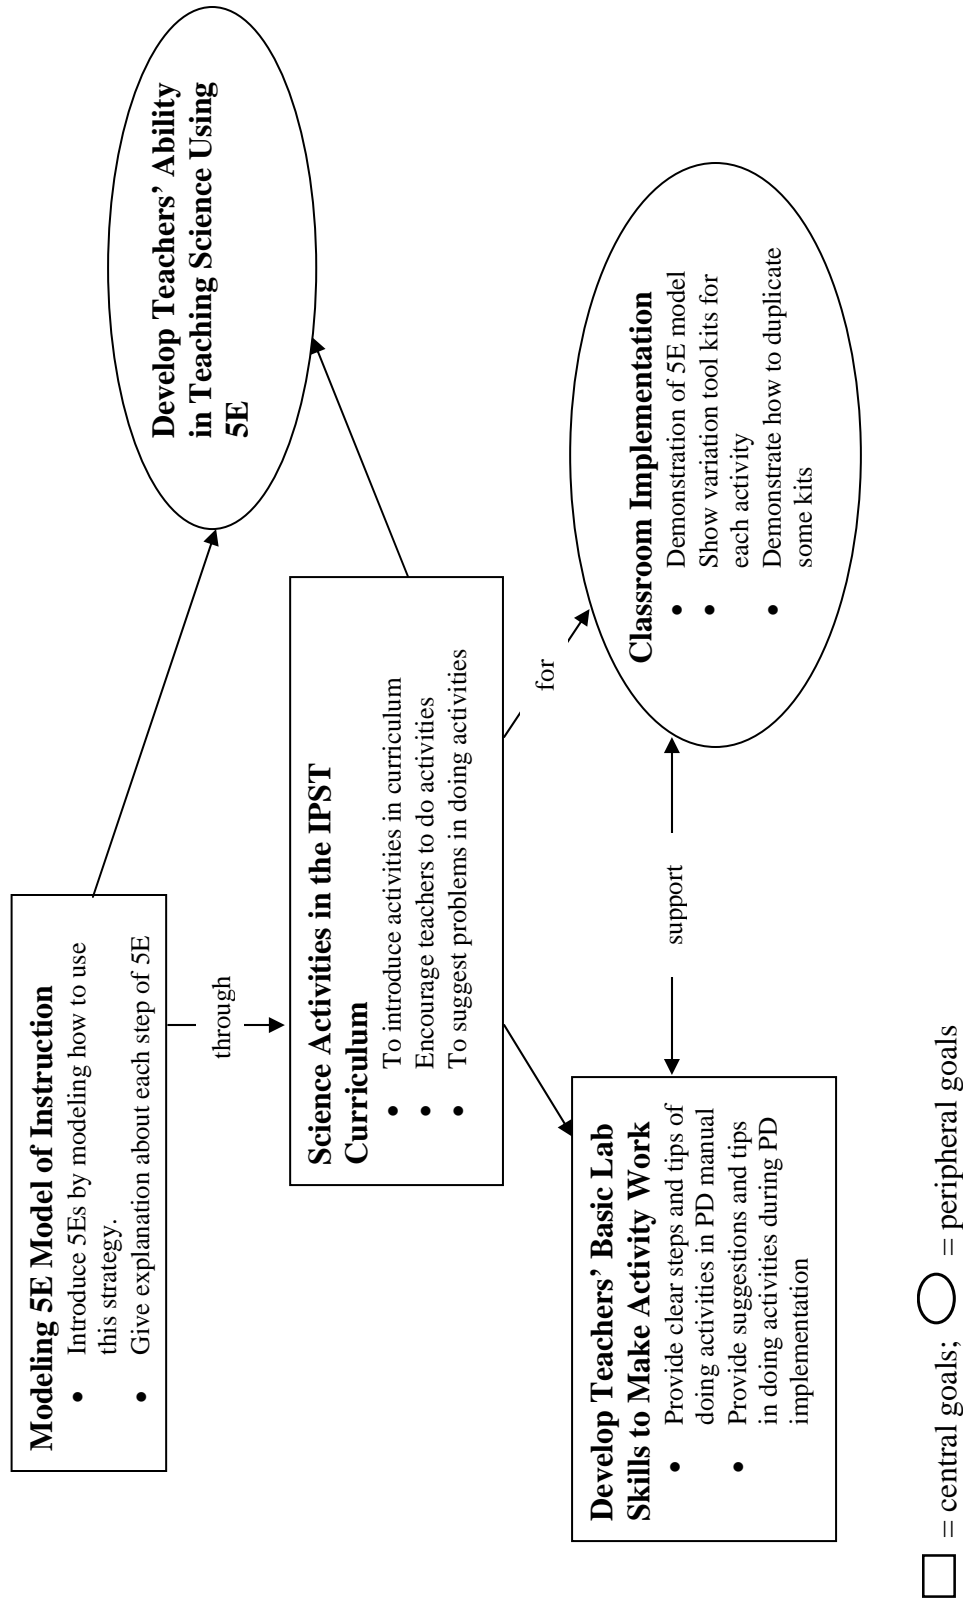 Modeling 5E Model of Instruction
• Introduce 5Es by modeling how to use
this strategy.
• Give explanation about each step of 5E
through
Develop Teachers’ Ability
in Teaching Science Using
5E
Science Activities in the IPST
Curriculum
• To introduce activities in curriculum
• Encourage teachers to do activities
• To suggest problems in doing activities
for
Develop Teachers’ Basic Lab
Skills to Make Activity Work
• Provide clear steps and tips of
doing activities in PD manual
• Provide suggestions and tips
in doing activities during PD
implementation
support
Classroom Implementation
• Demonstration of 5E model
• Show variation tool kits for
each activity
• Demonstrate how to duplicate
some kits
= central goals; = peripheral goals